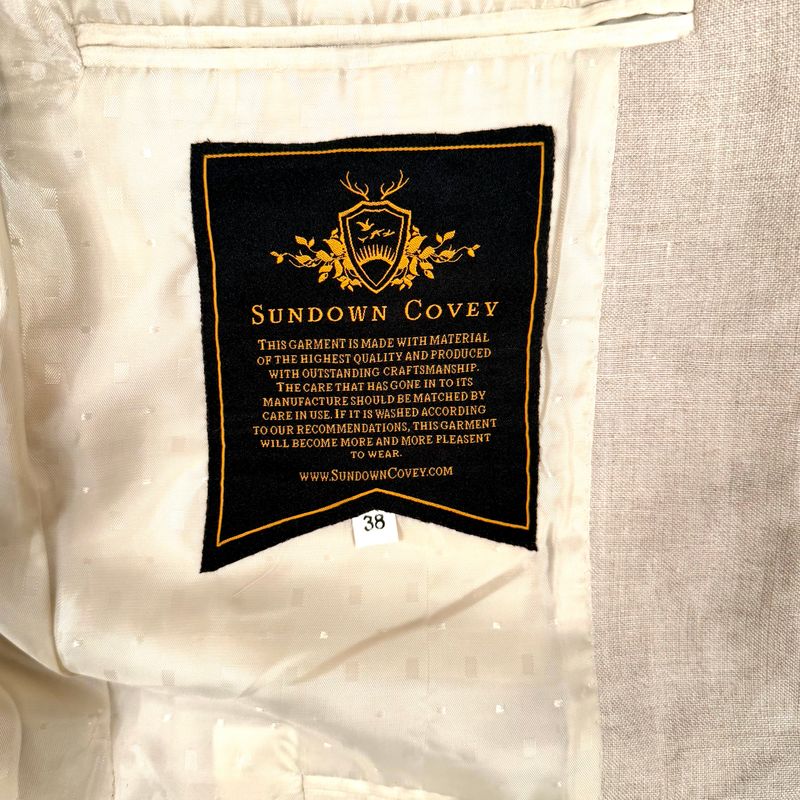 SUNDOWN COVEY
THIS GARMENT IS MADE WITH MATERIAL
OF THE HIGHEST QUALITY AND PRODUCED
WITH OUTSTANDING CRAFTSMANSHIP.
THE CARE THAT HAS GONE IN TO ITS
MANUFACTURE SHOULD BE MATCHED BY
CARE IN USE. IF IT IS WASHED ACCORDING
TO OUR RECOMMENDATIONS, THIS GARMENT
WILL BECOME MORE AND MORE PLEASENT
TO WEAR.
WWW.SUNDOWNCOVEY.COM
38